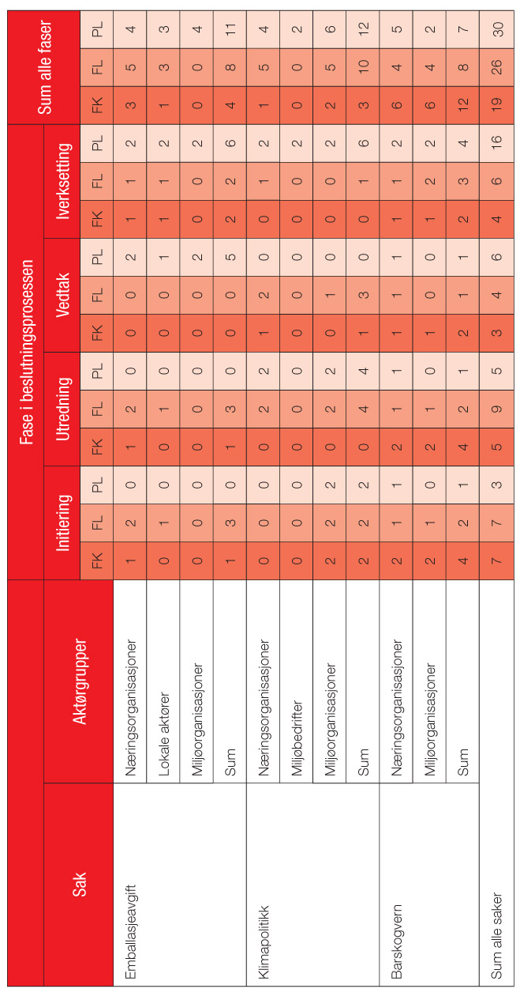 Fase i beslutningsprosessen Sum alle faser
Sak Aktørgrupper Initiering Utredning Vedtak Iverksetting
FK FL PL FK FL PL FK FL PL FK FL PL FK FL PL
Emballasjeavgift Næringsorganisasjoner 1 2 0 1 2 0 0 0 2 1 1 2 3 5 4
Lokale aktører 0 1 0 0 1 0 0 0 1 1 1 2 1 3 3
Miljøorganisasjoner 0 0 0 0 0 0 0 0 2 0 0 2 0 0 4
Sum 1 3 0 1 3 0 0 0 5 2 2 6 4 8 11
Klimapolitikk Næringsorganisasjoner 0 0 0 0 2 2 1 2 0 0 1 2 1 5 4
Miljøbedrifter 0 0 0 0 0 0 0 0 0 0 0 2 0 0 2
Miljøorganisasjoner 2 2 2 0 2 2 0 1 0 0 0 2 2 5 6
Sum 2 2 2 0 4 4 1 3 0 0 1 6 3 10 12
Barskogvern Næringsorganisasjoner 2 1 1 2 1 1 1 1 1 1 1 2 6 4 5
Miljøorganisasjoner 2 1 0 2 1 0 1 0 0 1 2 2 6 4 2
Sum 4 2 1 4 2 1 2 1 1 2 3 4 12 8 7
Sum alle saker 7 7 3 5 9 5 3 4 6 4 6 16 19 26 30